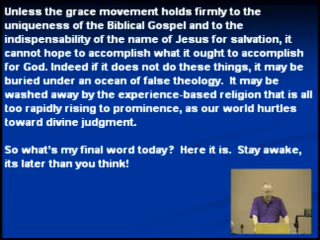 Unless the grace movement holds firmly to the
uniqueness of the Biblical Gospel and to the
indispensability of the name of Jesus for salvation, it
cannot hope to accomplish what it ought to accomplish
for God. Indeed if it does not do these things, it may be
buried under an ocean of false theology.  It may be
washed away by the experience-based religion that is all
too rapidly rising to prominence, as our world hurtles
toward divine judgment.
So what's my final word today?  Here it is.  Stay awake,
its later than you think!